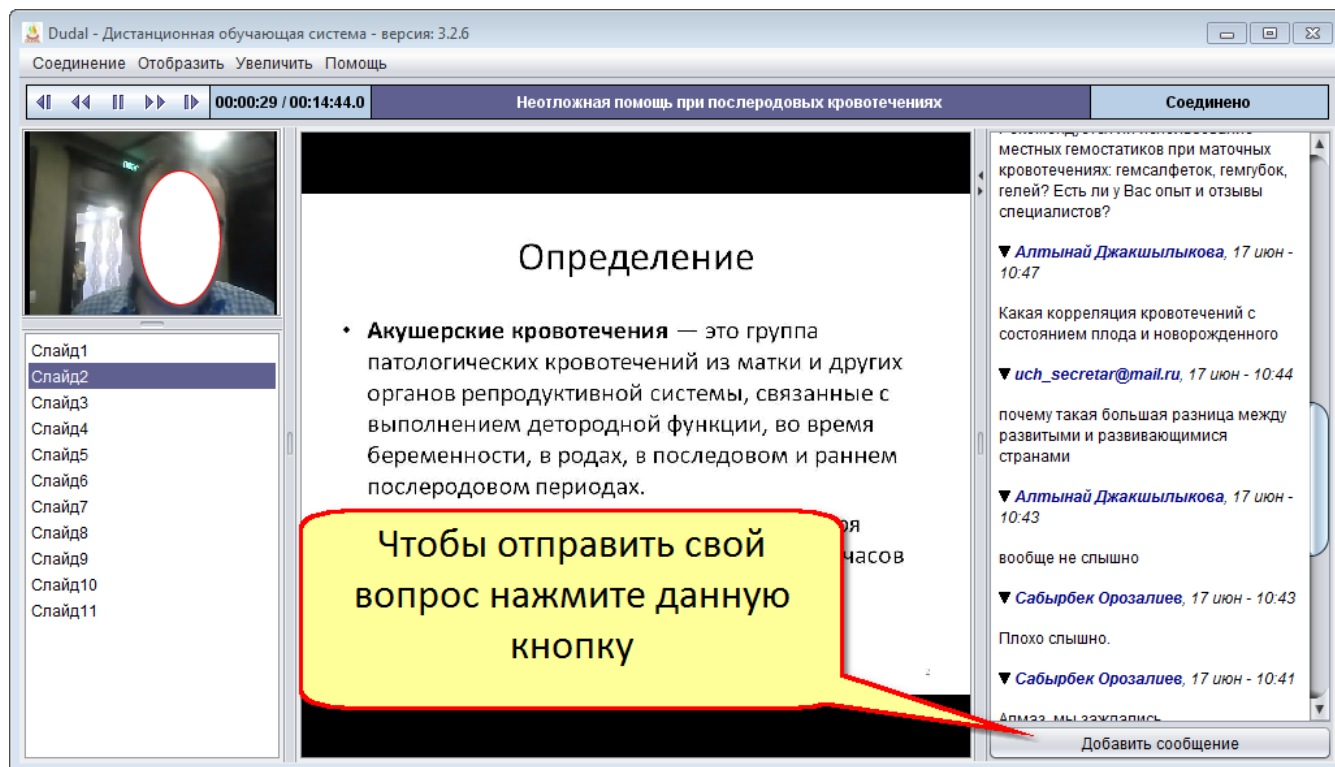 Dudal - Дистанционная обучающая система - версия: 3.2.6
Соединение Отобразить Увеличить Помощь
00:00:29 / 00:14:44.0
Неотложная помощь при послеродовых кровотечениях
Соединено
Слайд1
Слайд2
Слайд3
Слайд4
Слайд5
Слайд6
Слайд7
Слайд8
Слайд9
Слайд10
Слайд11
Определение
• Акушерские кровотечения — это группа
патологических кровотечений из матки и других
органов репродуктивной системы, связанные с
выполнением детородной функции, во время
беременности, в родах, в последовом и раннем
послеродовом периодах.
часов
Чтобы отправить свой
вопрос нажмите данную
кнопку
2
использование
местных гемостатиков при маточных
кровотечениях: гемсалфеток, гемгубок,
гелей? Есть ли у Вас опыт и отзывы
специалистов?
▼ Алтынай Джакшылыкова, 17 июн -
10:47
Какая корреляция кровотечений с
состоянием плода и новорожденного
▼ uch_secretar@mail.ru, 17 июн - 10:44
почему такая большая разница между
развитыми и развивающимися
странами
▼ Алтынай Джакшылыкова, 17 июн -
10:43
вообще не слышно
▼ Сабырбек Орозалиев, 17 июн - 10:43
Плохо слышно.
▼ Сабырбек Орозалиев, 17 июн - 10:41
Алмаз, мы заждались
Добавить сообщение